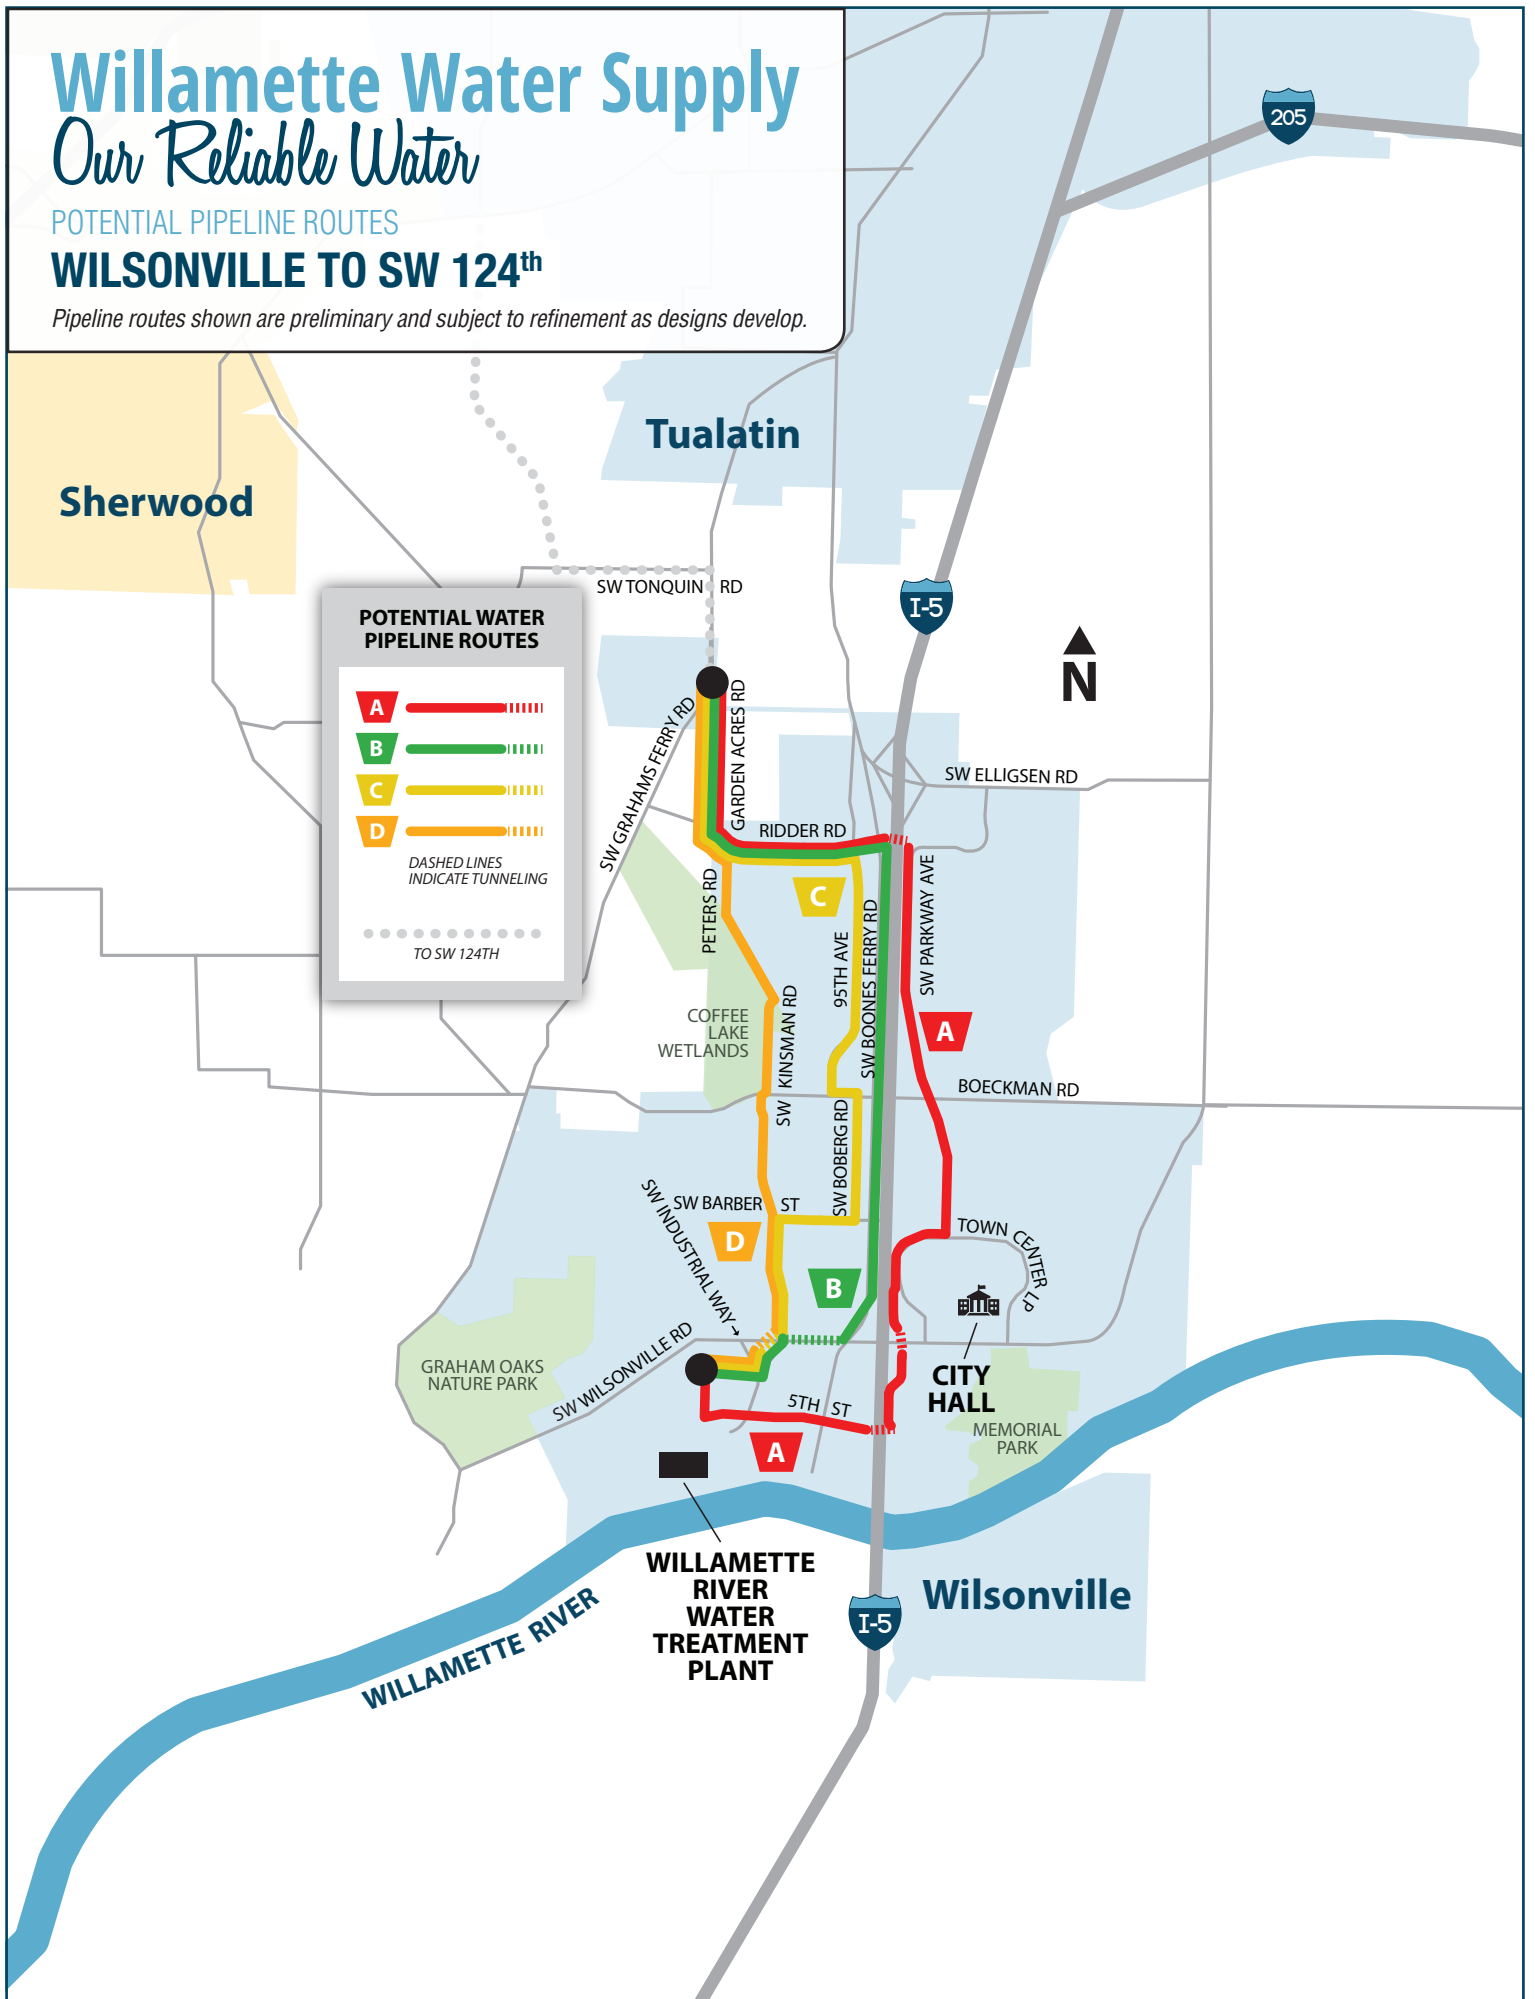 Willamette Water Supply
Our Reliable Water
POTENTIAL PIPELINE ROUTES
WILSONVILLE TO SW 124th
Pipeline routes shown are preliminary and subject to refinement as designs develop.
205
Tualatin
Sherwood
SW TONQUIN RD
I-5
N
POTENTIAL WATER
PIPELINE ROUTES
A
B
C
D
DASHED LINES
INDICATE TUNNELING
TO SW 124TH
SW GRAHAMS FERRY RD
GARDEN ACRES RD
SW ELLIGSEN RD
RIDDER RD
PETERS RD
C
95TH AVE
SW BOONES FERRY RD
SW PARKWAY AVE
A
COFFEE
LAKE
WETLANDS
SW KINSMAN RD
BOECKMAN RD
SW BOBERG RD
SW BARBER ST
SW INDUSTRIAL WAY
D
TOWN CENTER LP
B
CITY
HALL
GRAHAM OAKS
NATURE PARK
SW WILSONVILLE RD
5TH ST
MEMORIAL
PARK
A
WILLAMETTE
RIVER
WATER
TREATMENT
PLANT
Wilsonville
I-5
WILLAMETTE RIVER